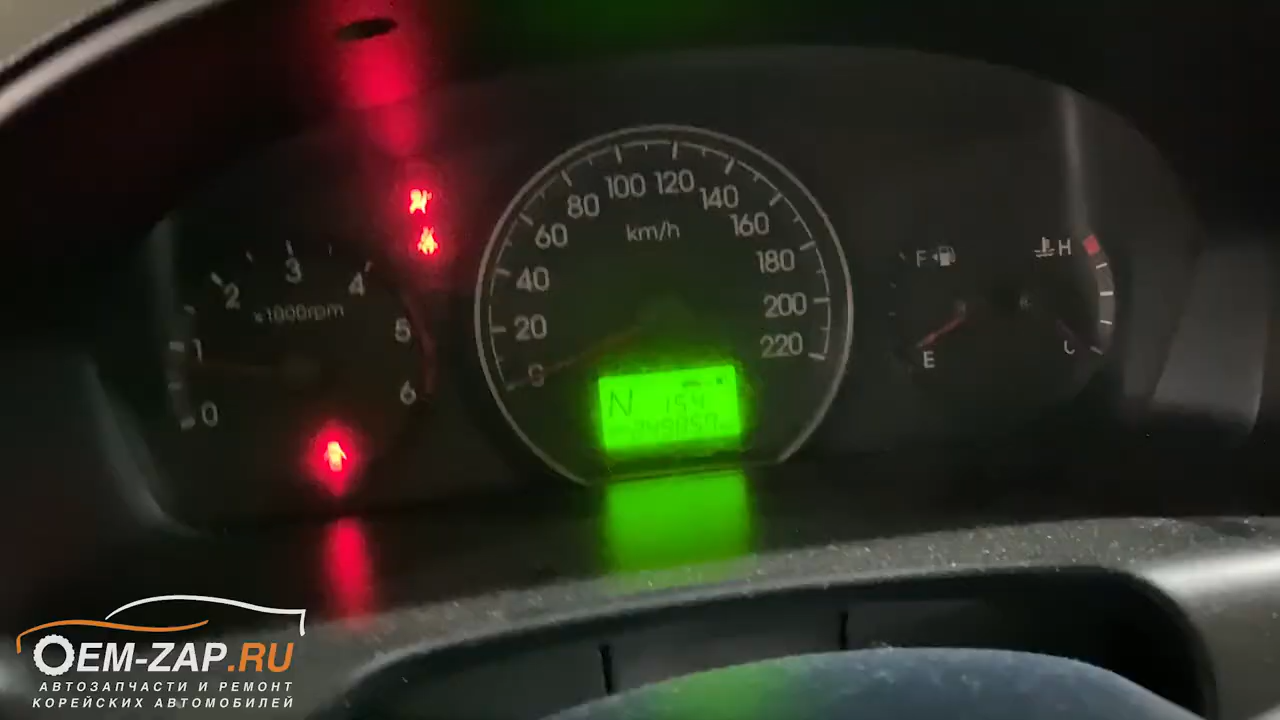 0
1
2
3
4
5
6
x1000rpm
20
40
60
80
100
120
140
160
180
200
220
km/h
N 154
F
E
H
OEM-ZAP.RU
АВТОЗАПЧАСТИ И РЕМОНТ
КОРЕЙСКИХ АВТОМОБИЛЕЙ